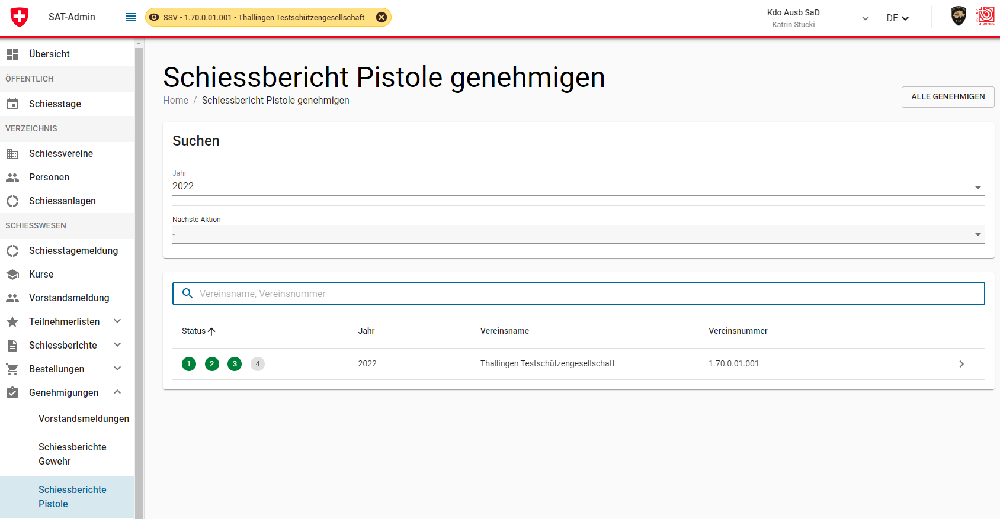 SAT-Admin
SSV - 1.70.0.01.001 - Thallingen Testschützengesellschaft
Kdo Ausb SaD
Katrin Stucki
DE
Übersicht
ÖFFENTLICH
Schiesstage
VERZEICHNIS
Schiessvereine
Personen
Schiessanlagen
SCHIESSWESEN
Schiesstagemeldung
Kurse
Vorstandsmeldung
Teilnehmerlisten
Schiessberichte
Bestellungen
Genehmigungen
Vorstandsmeldungen
Schiessberichte
Gewehr
Schiessberichte
Pistole
Schiessbericht Pistole genehmigen
Home / Schiessbericht Pistole genehmigen
ALLE GENEHMIGEN
Suchen
Jahr
2022
Nächste Aktion
-
Vereinsname, Vereinsnummer
Status Jahr Vereinsname Vereinsnummer
1 2 3 4 2022 Thallingen Testschützengesellschaft 1.70.0.01.001